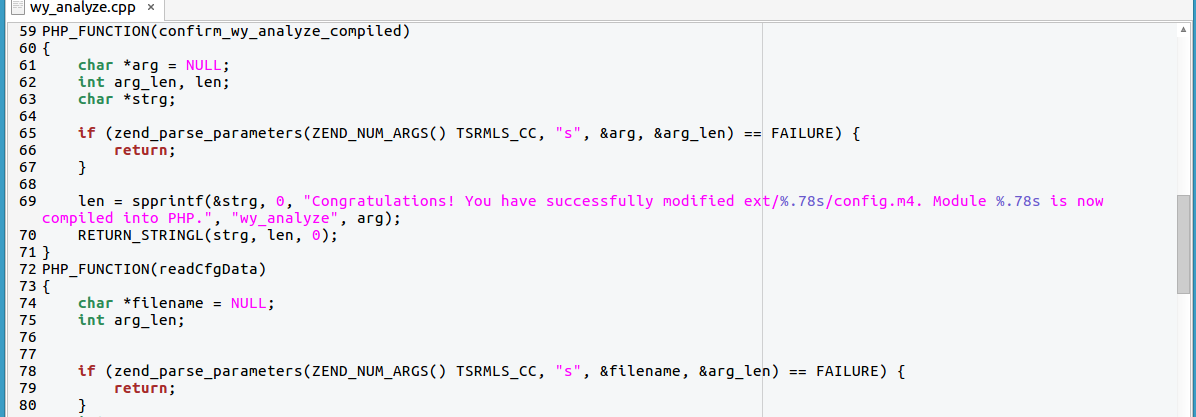 wy_analyze.cpp ×
59 PHP_FUNCTION(confirm_wy_analyze_compiled)
60 {
61     char *arg = NULL;
62     int arg_len, len;
63     char *strg;
64
65     if (zend_parse_parameters(ZEND_NUM_ARGS() TSRMLS_CC, "s", &arg, &arg_len) == FAILURE) {
66         return;
67     }
68
69     len = spprintf(&strg, 0, "Congratulations! You have successfully modified ext/%.78s/config.m4. Module %.78s is now
compiled into PHP.", "wy_analyze", arg);
70     RETURN_STRINGL(strg, len, 0);
71 }
72 PHP_FUNCTION(readCfgData)
73 {
74     char *filename = NULL;
75     int arg_len;
76
77
78     if (zend_parse_parameters(ZEND_NUM_ARGS() TSRMLS_CC, "s", &filename, &arg_len) == FAILURE) {
79         return;
80     }